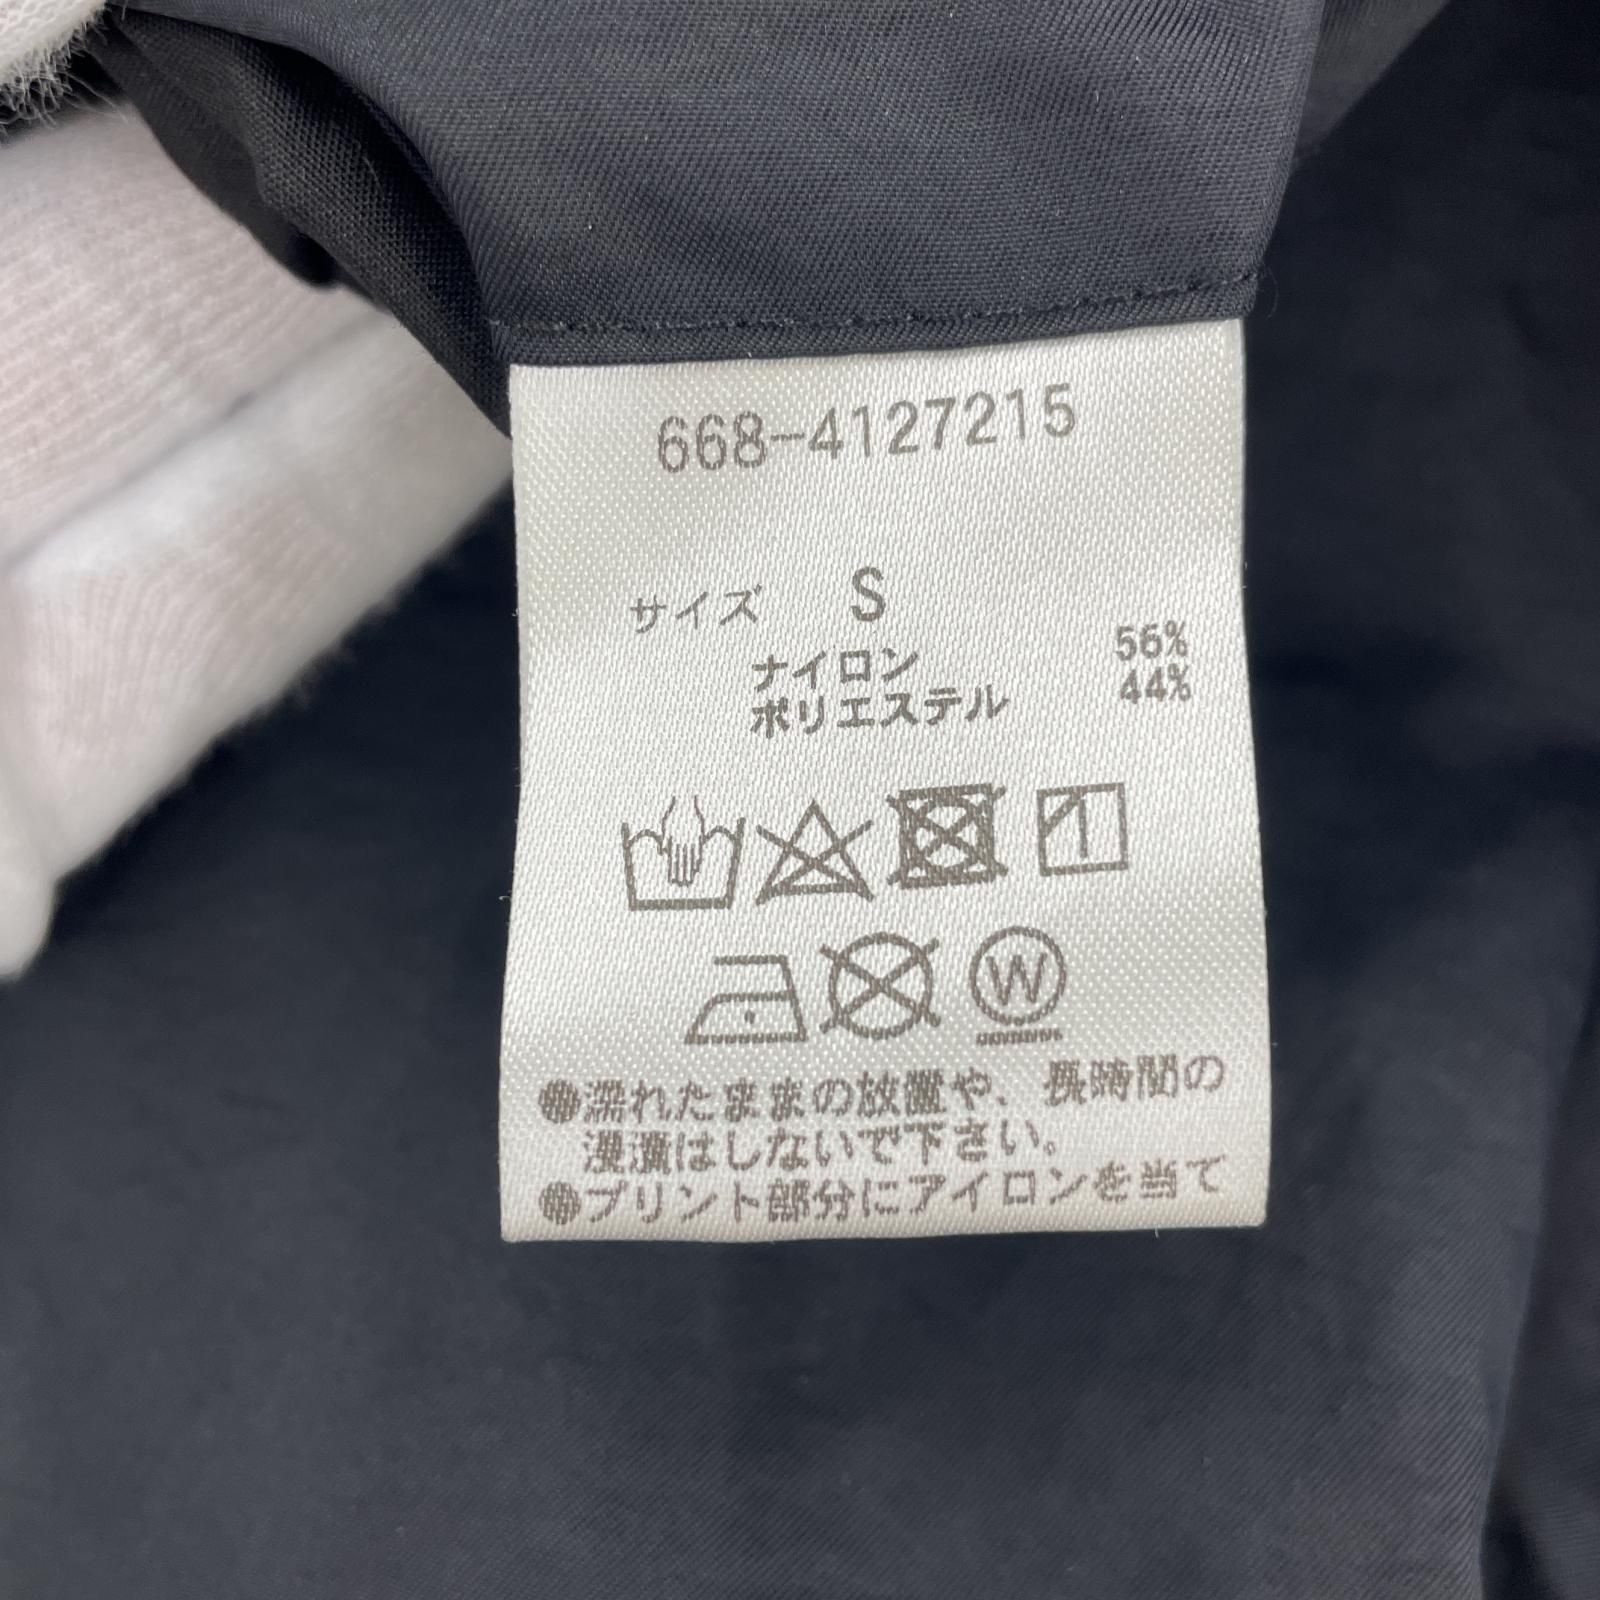 668-4127215
サイズ S
ナイロン 56%
ポリエステル 44%
W
●濡れたままの放置や、長時間の
浸漬はしないで下さい。
●プリント部分にアイロンを当て